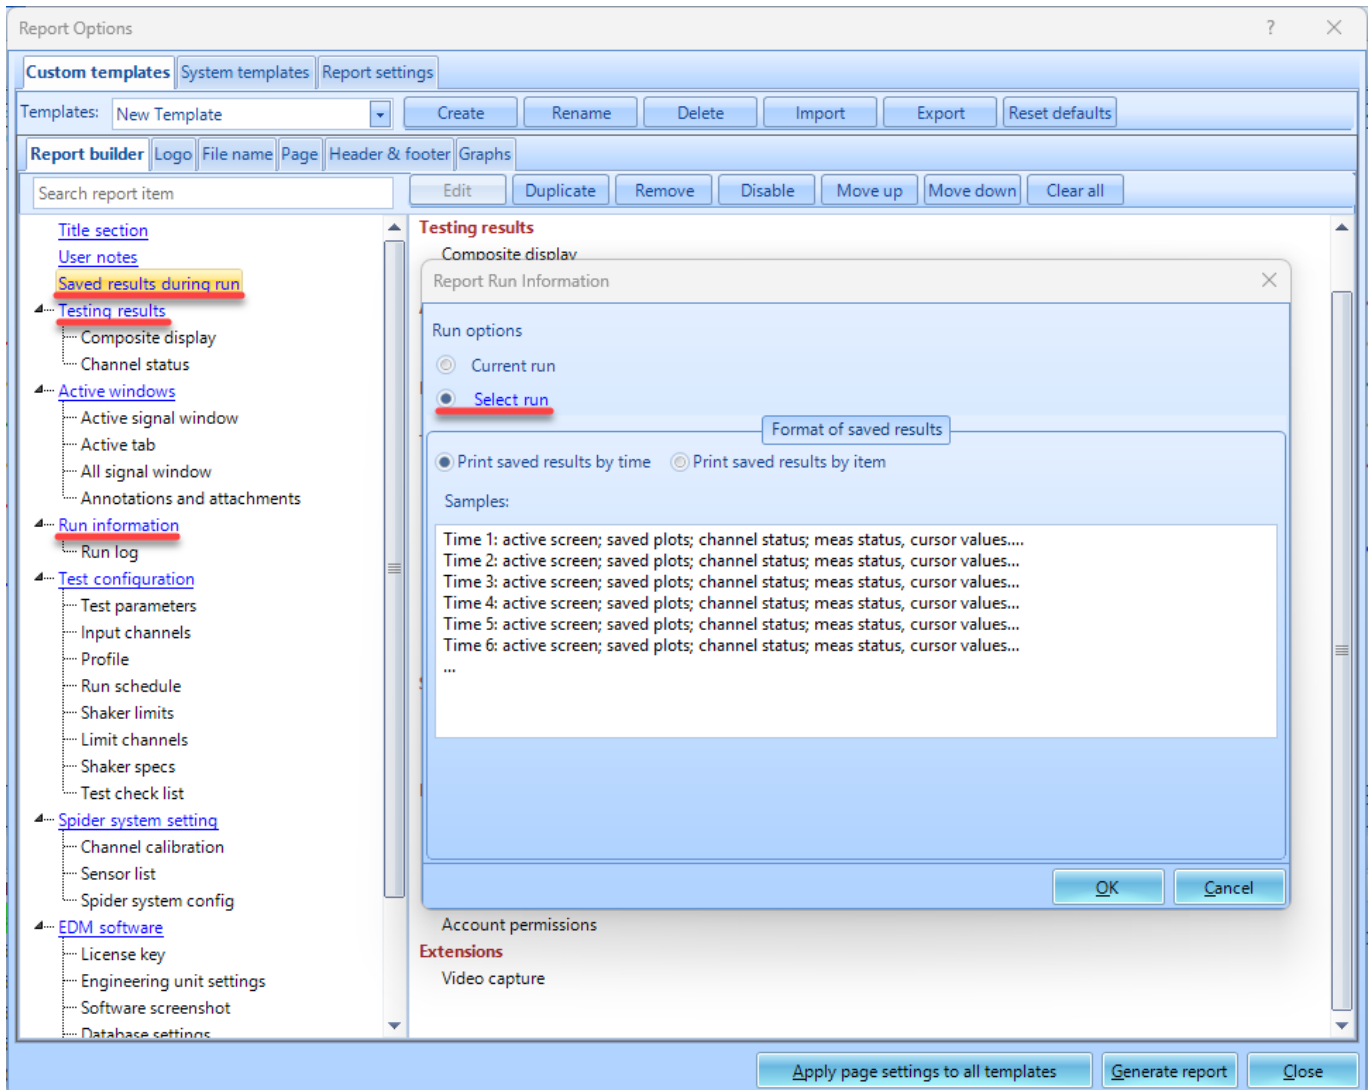 Report Options
?
Custom templates System templates Report settings
Templates: New Template Create Rename Delete Import Export Reset defaults
Report builder Logo File name Page Header & footer Graphs
Search report item Edit Duplicate Remove Disable Move up Move down Clear all
Title section
User notes
Saved results during run
Testing results
Composite display
Channel status
Active windows
Active signal window
Active tab
All signal window
Annotations and attachments
Run information
Run log
Test configuration
Test parameters
Input channels
Profile
Run schedule
Shaker limits
Limit channels
Shaker specs
Test check list
Spider system setting
Channel calibration
Sensor list
Spider system config
EDM software
License key
Engineering unit settings
Software screenshot
Database settings
Testing results
Composite display
Report Run Information
Run options
Current run
Select run
Format of saved results
Print saved results by time Print saved results by item
Samples:
Time 1: active screen; saved plots; channel status; meas status, cursor values....
Time 2: active screen; saved plots; channel status; meas status, cursor values...
Time 3: active screen; saved plots; channel status; meas status, cursor values...
Time 4: active screen; saved plots; channel status; meas status, cursor values...
Time 5: active screen; saved plots; channel status; meas status, cursor values...
Time 6: active screen; saved plots; channel status; meas status, cursor values...
...
OK Cancel
Account permissions
Extensions
Video capture
Apply page settings to all templates Generate report Close